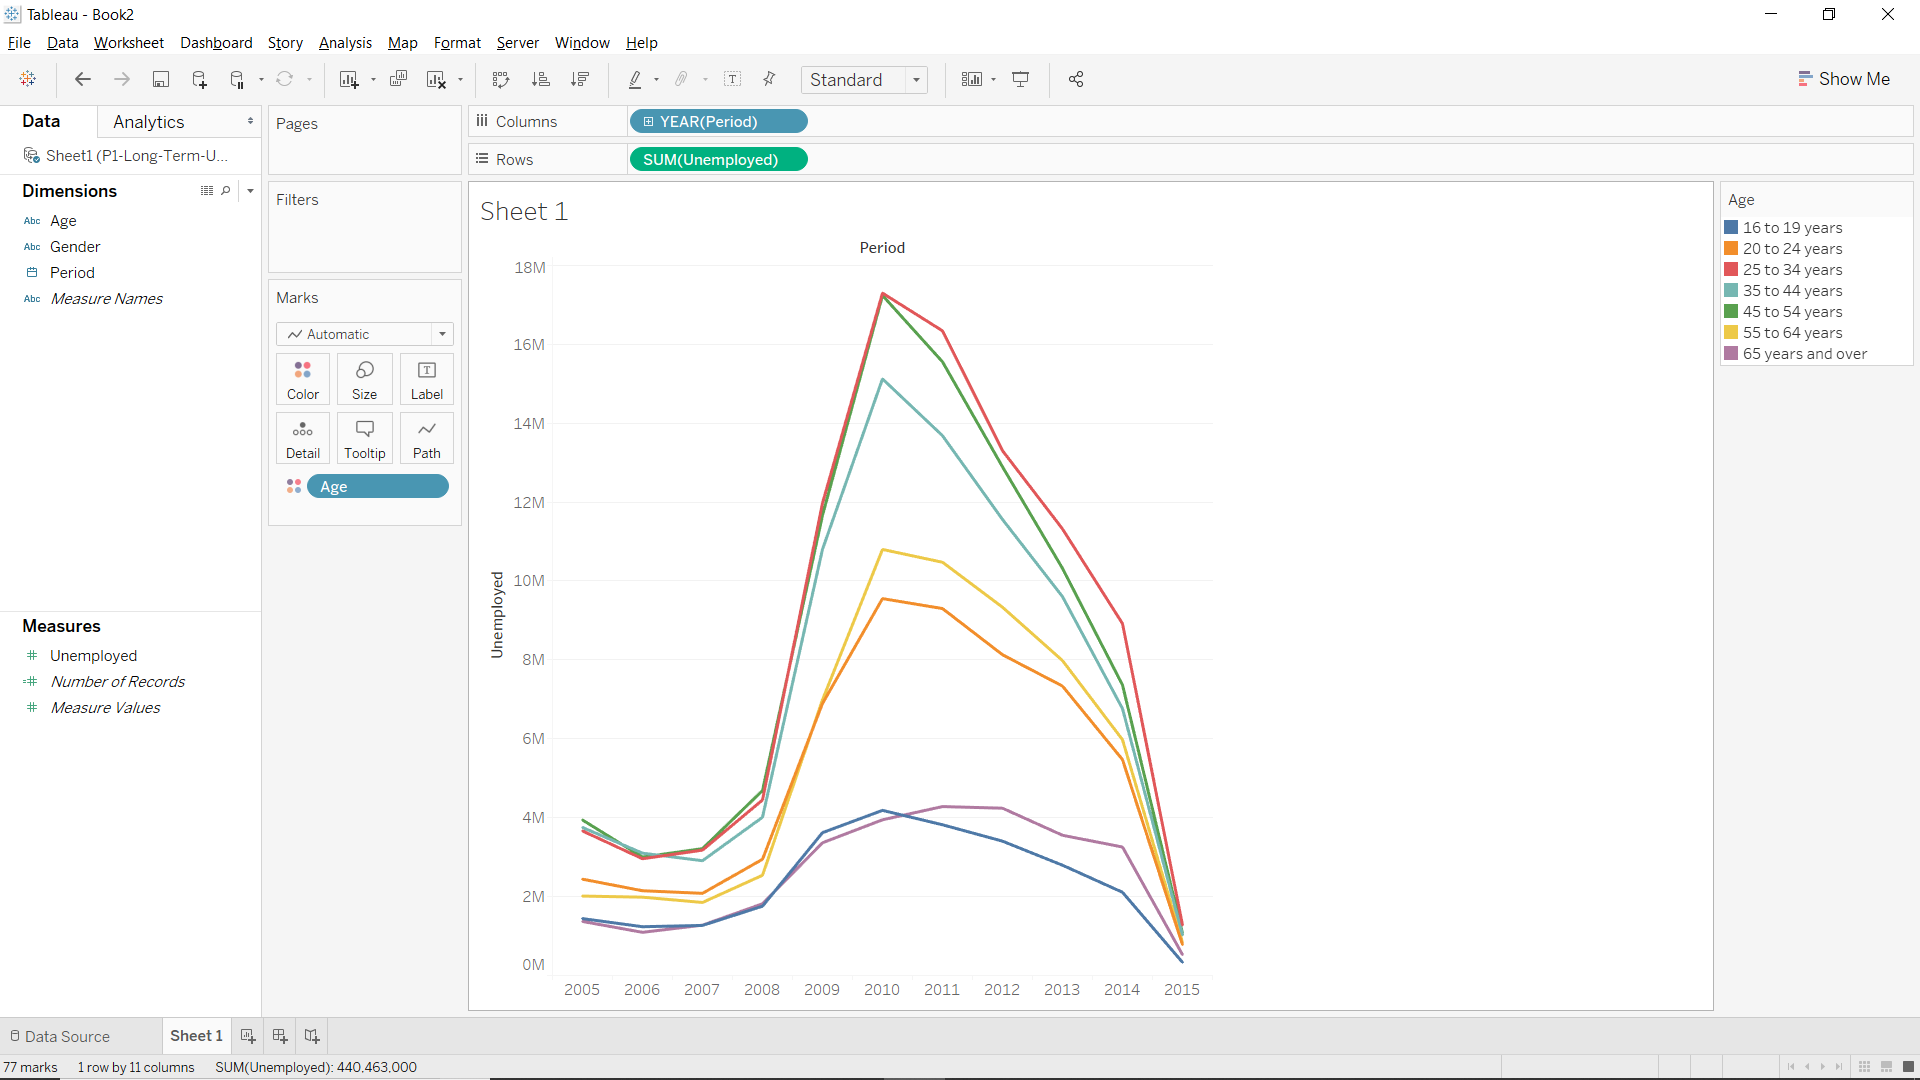 Tableau - Book2
File Data Worksheet Dashboard Story Analysis Map Format Server Window Help
Standard
Show Me
Data Analytics
Sheet1 (P1-Long-Term-U...
Dimensions
Abc Age
Abc Gender
Period
Abc Measure Names
Measures
Unemployed
Number of Records
Measure Values
Pages
Filters
Marks
Automatic
Color Size Label
Detail Tooltip Path
Age
Columns YEAR(Period)
Rows SUM(Unemployed)
Sheet 1
Period
18M
16M
14M
12M
10M
8M
6M
4M
2M
0M
Unemployed
2005 2006 2007 2008 2009 2010 2011 2012 2013 2014 2015
Age
16 to 19 years
20 to 24 years
25 to 34 years
35 to 44 years
45 to 54 years
55 to 64 years
65 years and over
Data Source Sheet 1
77 marks 1 row by 11 columns SUM(Unemployed): 440,463,000